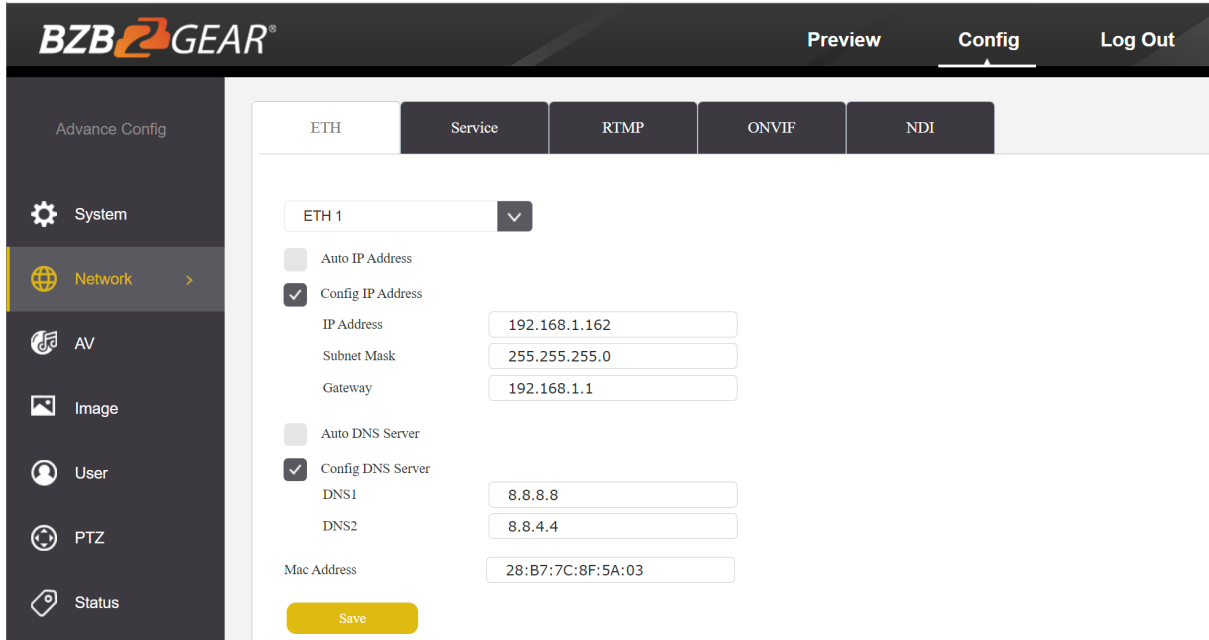 BZBGEAR®
Preview
Config
Log Out
Advance Config
System
Network >
AV
Image
User
PTZ
Status
ETH
Service
RTMP
ONVIF
NDI
ETH 1
Auto IP Address
Config IP Address
IP Address 192.168.1.162
Subnet Mask 255.255.255.0
Gateway 192.168.1.1
Auto DNS Server
Config DNS Server
DNS1 8.8.8.8
DNS2 8.8.4.4
Mac Address 28:B7:7C:8F:5A:03
Save